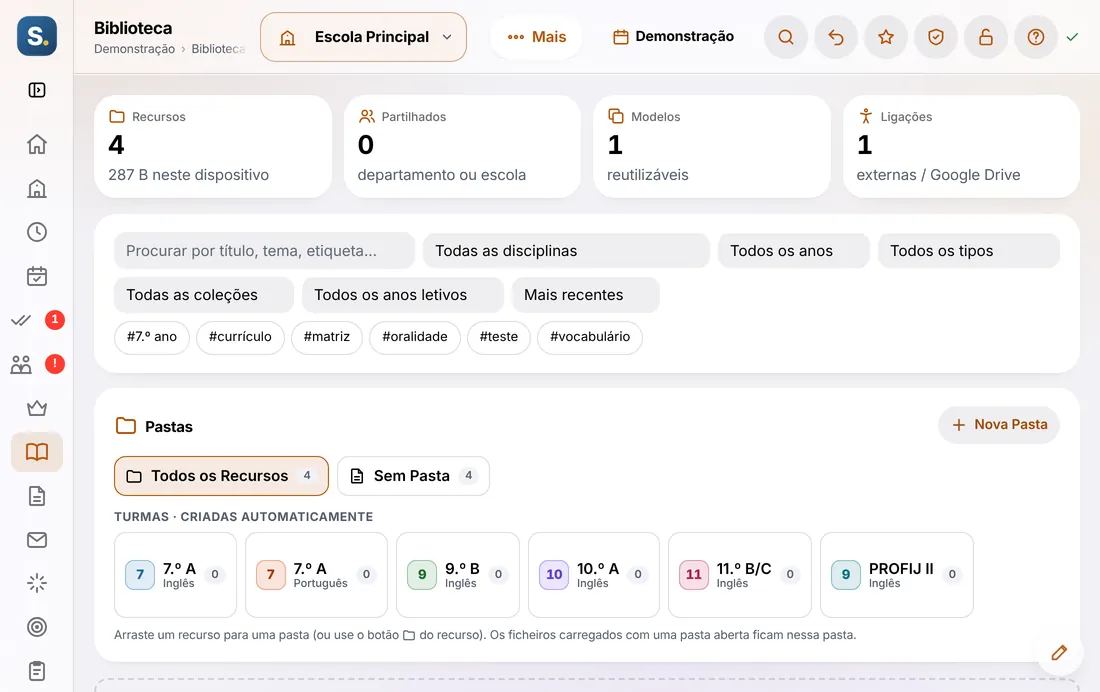 S.
Biblioteca
Demonstração › Biblioteca
Escola Principal
Mais
Demonstração
Recursos
4
287 B neste dispositivo
Partilhados
0
departamento ou escola
Modelos
1
reutilizáveis
Ligações
1
externas / Google Drive
Procurar por título, tema, etiqueta...
Todas as disciplinas
Todos os anos
Todos os tipos
Todas as coleções
Todos os anos letivos
Mais recentes
#7.º ano
#currículo
#matriz
#oralidade
#teste
#vocabulário
1
!
Pastas
Nova Pasta
Todos os Recursos 4
Sem Pasta 4
TURMAS · CRIADAS AUTOMATICAMENTE
7 7.º A 0
Inglês
7 7.º A 0
Português
9 9.º B 0
Inglês
10 10.º A 0
Inglês
11 11.º B/C 0
Inglês
9 PROFIJ II 0
Inglês
Arraste um recurso para uma pasta (ou use o botão do recurso). Os ficheiros carregados com uma pasta aberta ficam nessa pasta.